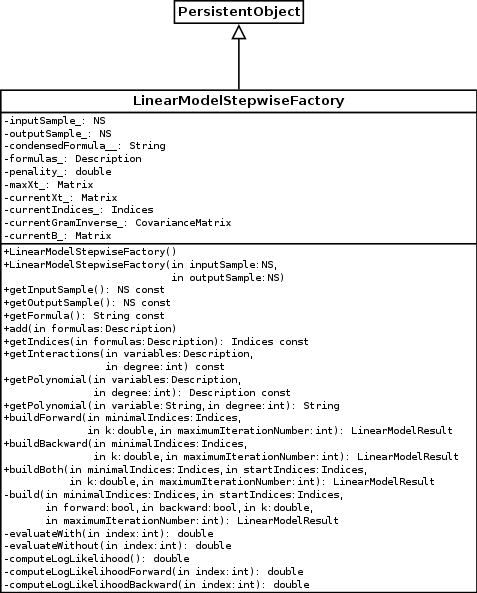 PersistentObject
LinearModelStepwiseFactory
-inputSample_: NS
-outputSample_: NS
-condensedFormula__: String
-formulas_: Description
-penality_: double
-maxXt_: Matrix
-currentXt_: Matrix
-currentIndices_: Indices
-currentGramInverse_: CovarianceMatrix
-currentB_: Matrix
+LinearModelStepwiseFactory()
+LinearModelStepwiseFactory(in inputSample:NS,
in outputSample:NS)
+getInputSample(): NS const
+getOutputSample(): NS const
+getFormula(): String const
+add(in formulas:Description)
+getIndices(in formulas:Description): Indices const
+getInteractions(in variables:Description,
in degree:int) const
+getPolynomial(in variables:Description,
in degree:int): Description const
+getPolynomial(in variable:String,in degree:int): String
+buildForward(in minimalIndices:Indices,
in k:double,in maximumIterationNumber:int): LinearModelResult
+buildBackward(in minimalIndices:Indices,
in k:double,in maximumIterationNumber:int): LinearModelResult
+buildBoth(in minimalIndices:Indices,in startIndices:Indices,
in k:double,in maximumIterationNumber:int): LinearModelResult
-build(in minimalIndices:Indices,in startIndices:Indices,
in forward:bool,in backward:bool,in k:double,
in maximumIterationNumber:int): LinearModelResult
-evaluateWith(in index:int): double
-evaluateWithout(in index:int): double
-computeLogLikelihood(): double
-computeLogLikelihoodForward(in index:int): double
-computeLogLikelihoodBackward(in index:int): double